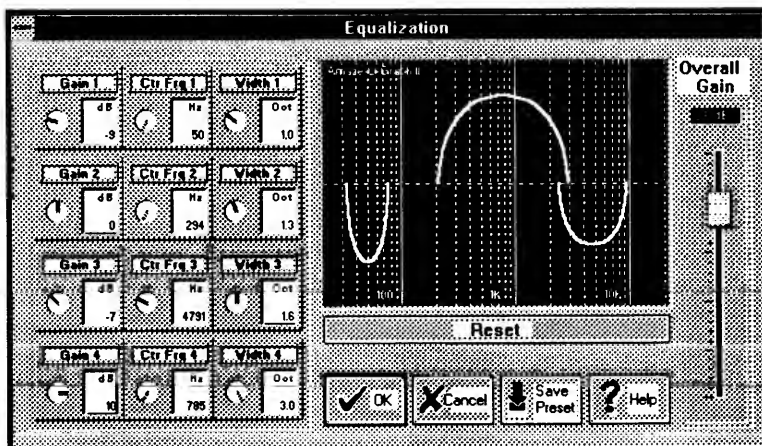 Equalization
Gain 1
dB
-9
Ctr Frq 1
Hz
50
Width 1
Oct
1.0
Gain 2
dB
0
Ctr Frq 2
Hz
294
Width 2
Oct
1.3
Gain 3
dB
-7
Ctr Frq 3
Hz
4791
Width 3
Oct
1.6
Gain 4
dB
10
Ctr Frq 4
Hz
785
Width 4
Oct
3.0
100
1K
10K
Reset
OK
Cancel
Save
Preset
Help
Overall
Gain